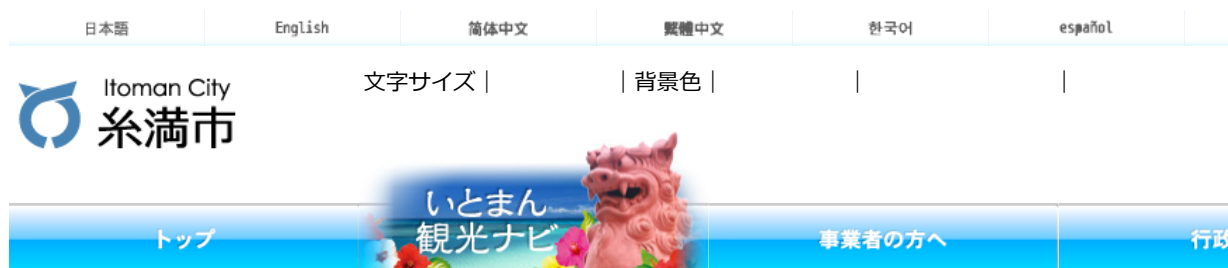 日本語 English 简体中文 繁體中文 한국어 español
文字サイズ｜ ｜背景色｜ ｜ ｜
Itoman City
糸満市
いとまん
観光ナビ
トップ 事業者の方へ 行政